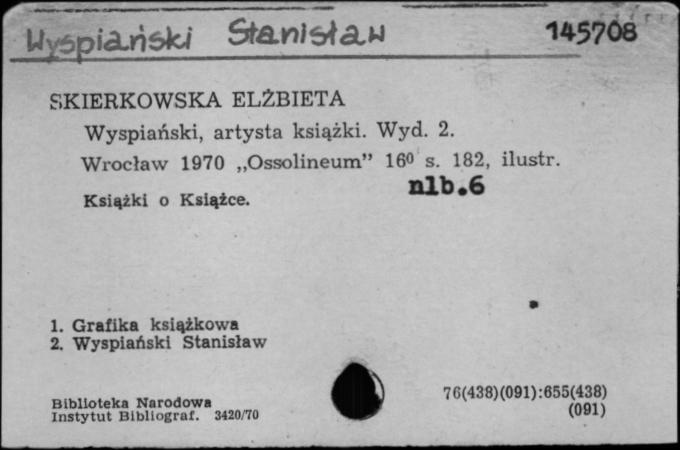 Wyspiański Stanisław 145708
SKIERKOWSKA ELŻBIETA
Wyspiański, artysta książki. Wyd. 2.
Wrocław 1970 „Ossolineum” 16⁰ s. 182, ilustr.
nlb.6
Książki o Książce.
1. Grafika książkowa
2. Wyspiański Stanisław
Biblioteka Narodowa
Instytut Bibliograf. 3420/70
76(438)(091):655(438)
(091)